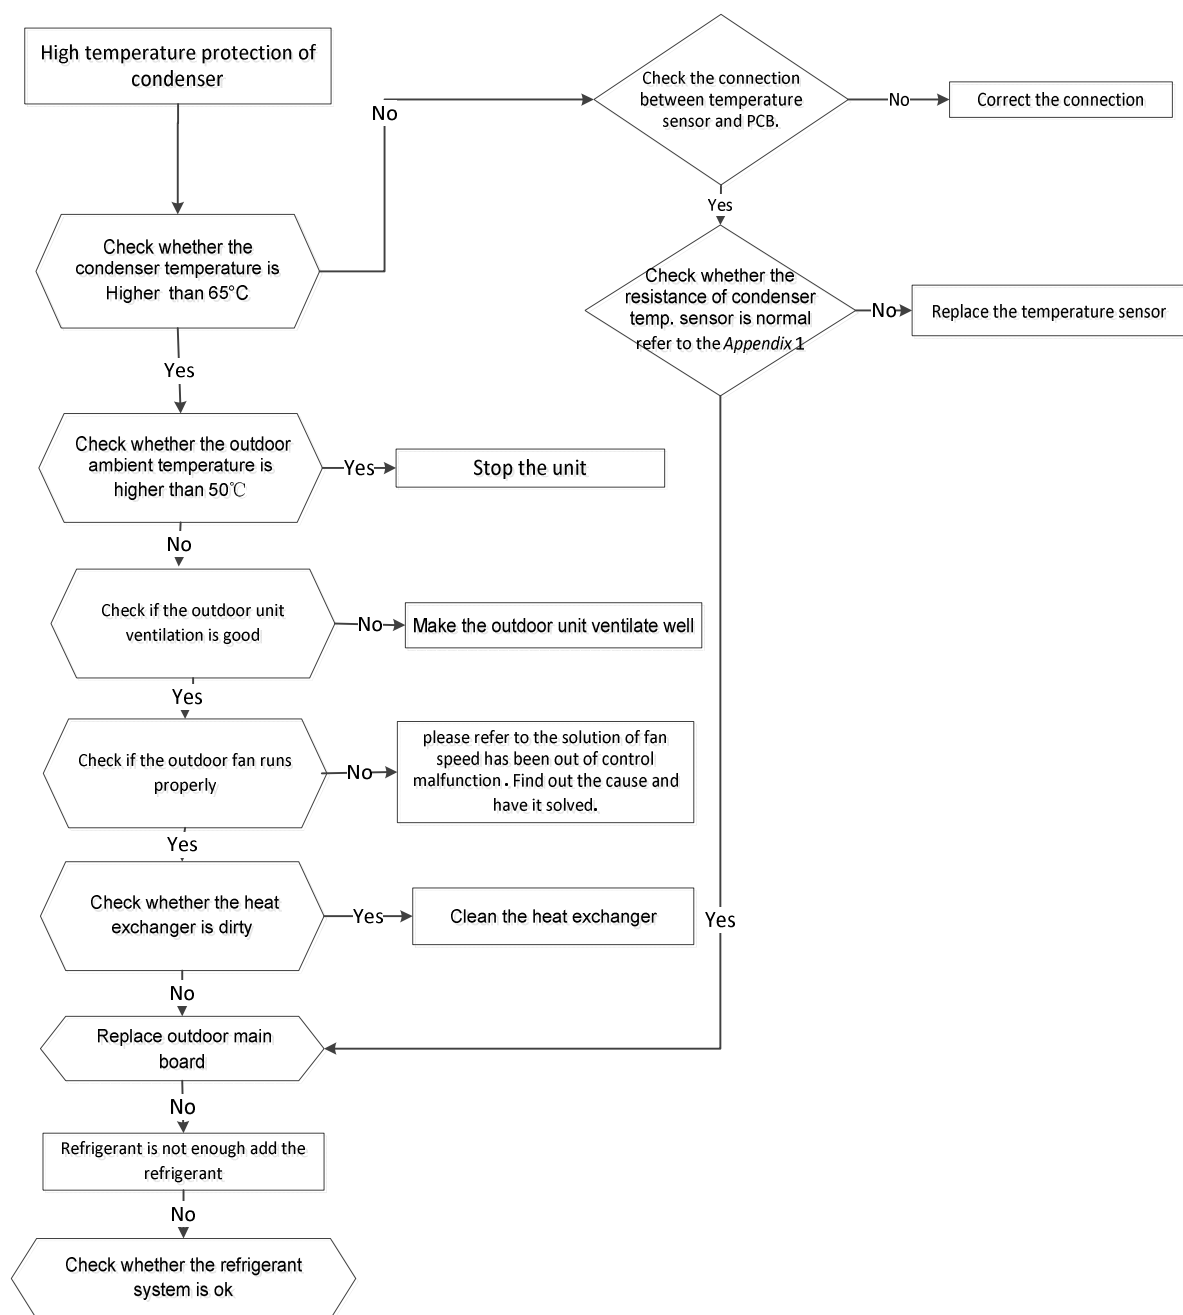 High temperature protection of
condenser
No
Check the connection
between temperature
sensor and PCB.
No
Correct the connection
Yes
Check whether the
condenser temperature is
Higher than 65°C
Check whether the
resistance of condenser
temp. sensor is normal
refer to the Appendix 1
No
Replace the temperature sensor
Yes
Check whether the outdoor
ambient temperature is
higher than 50℃
Yes
Stop the unit
No
Check if the outdoor unit
ventilation is good
No
Make the outdoor unit ventilate well
Yes
Check if the outdoor fan runs
properly
No
please refer to the solution of fan
speed has been out of control
malfunction. Find out the cause and
have it solved.
Yes
Check whether the heat
exchanger is dirty
Yes
Clean the heat exchanger
Yes
No
Replace outdoor main
board
No
Refrigerant is not enough add the
refrigerant
No
Check whether the refrigerant
system is ok